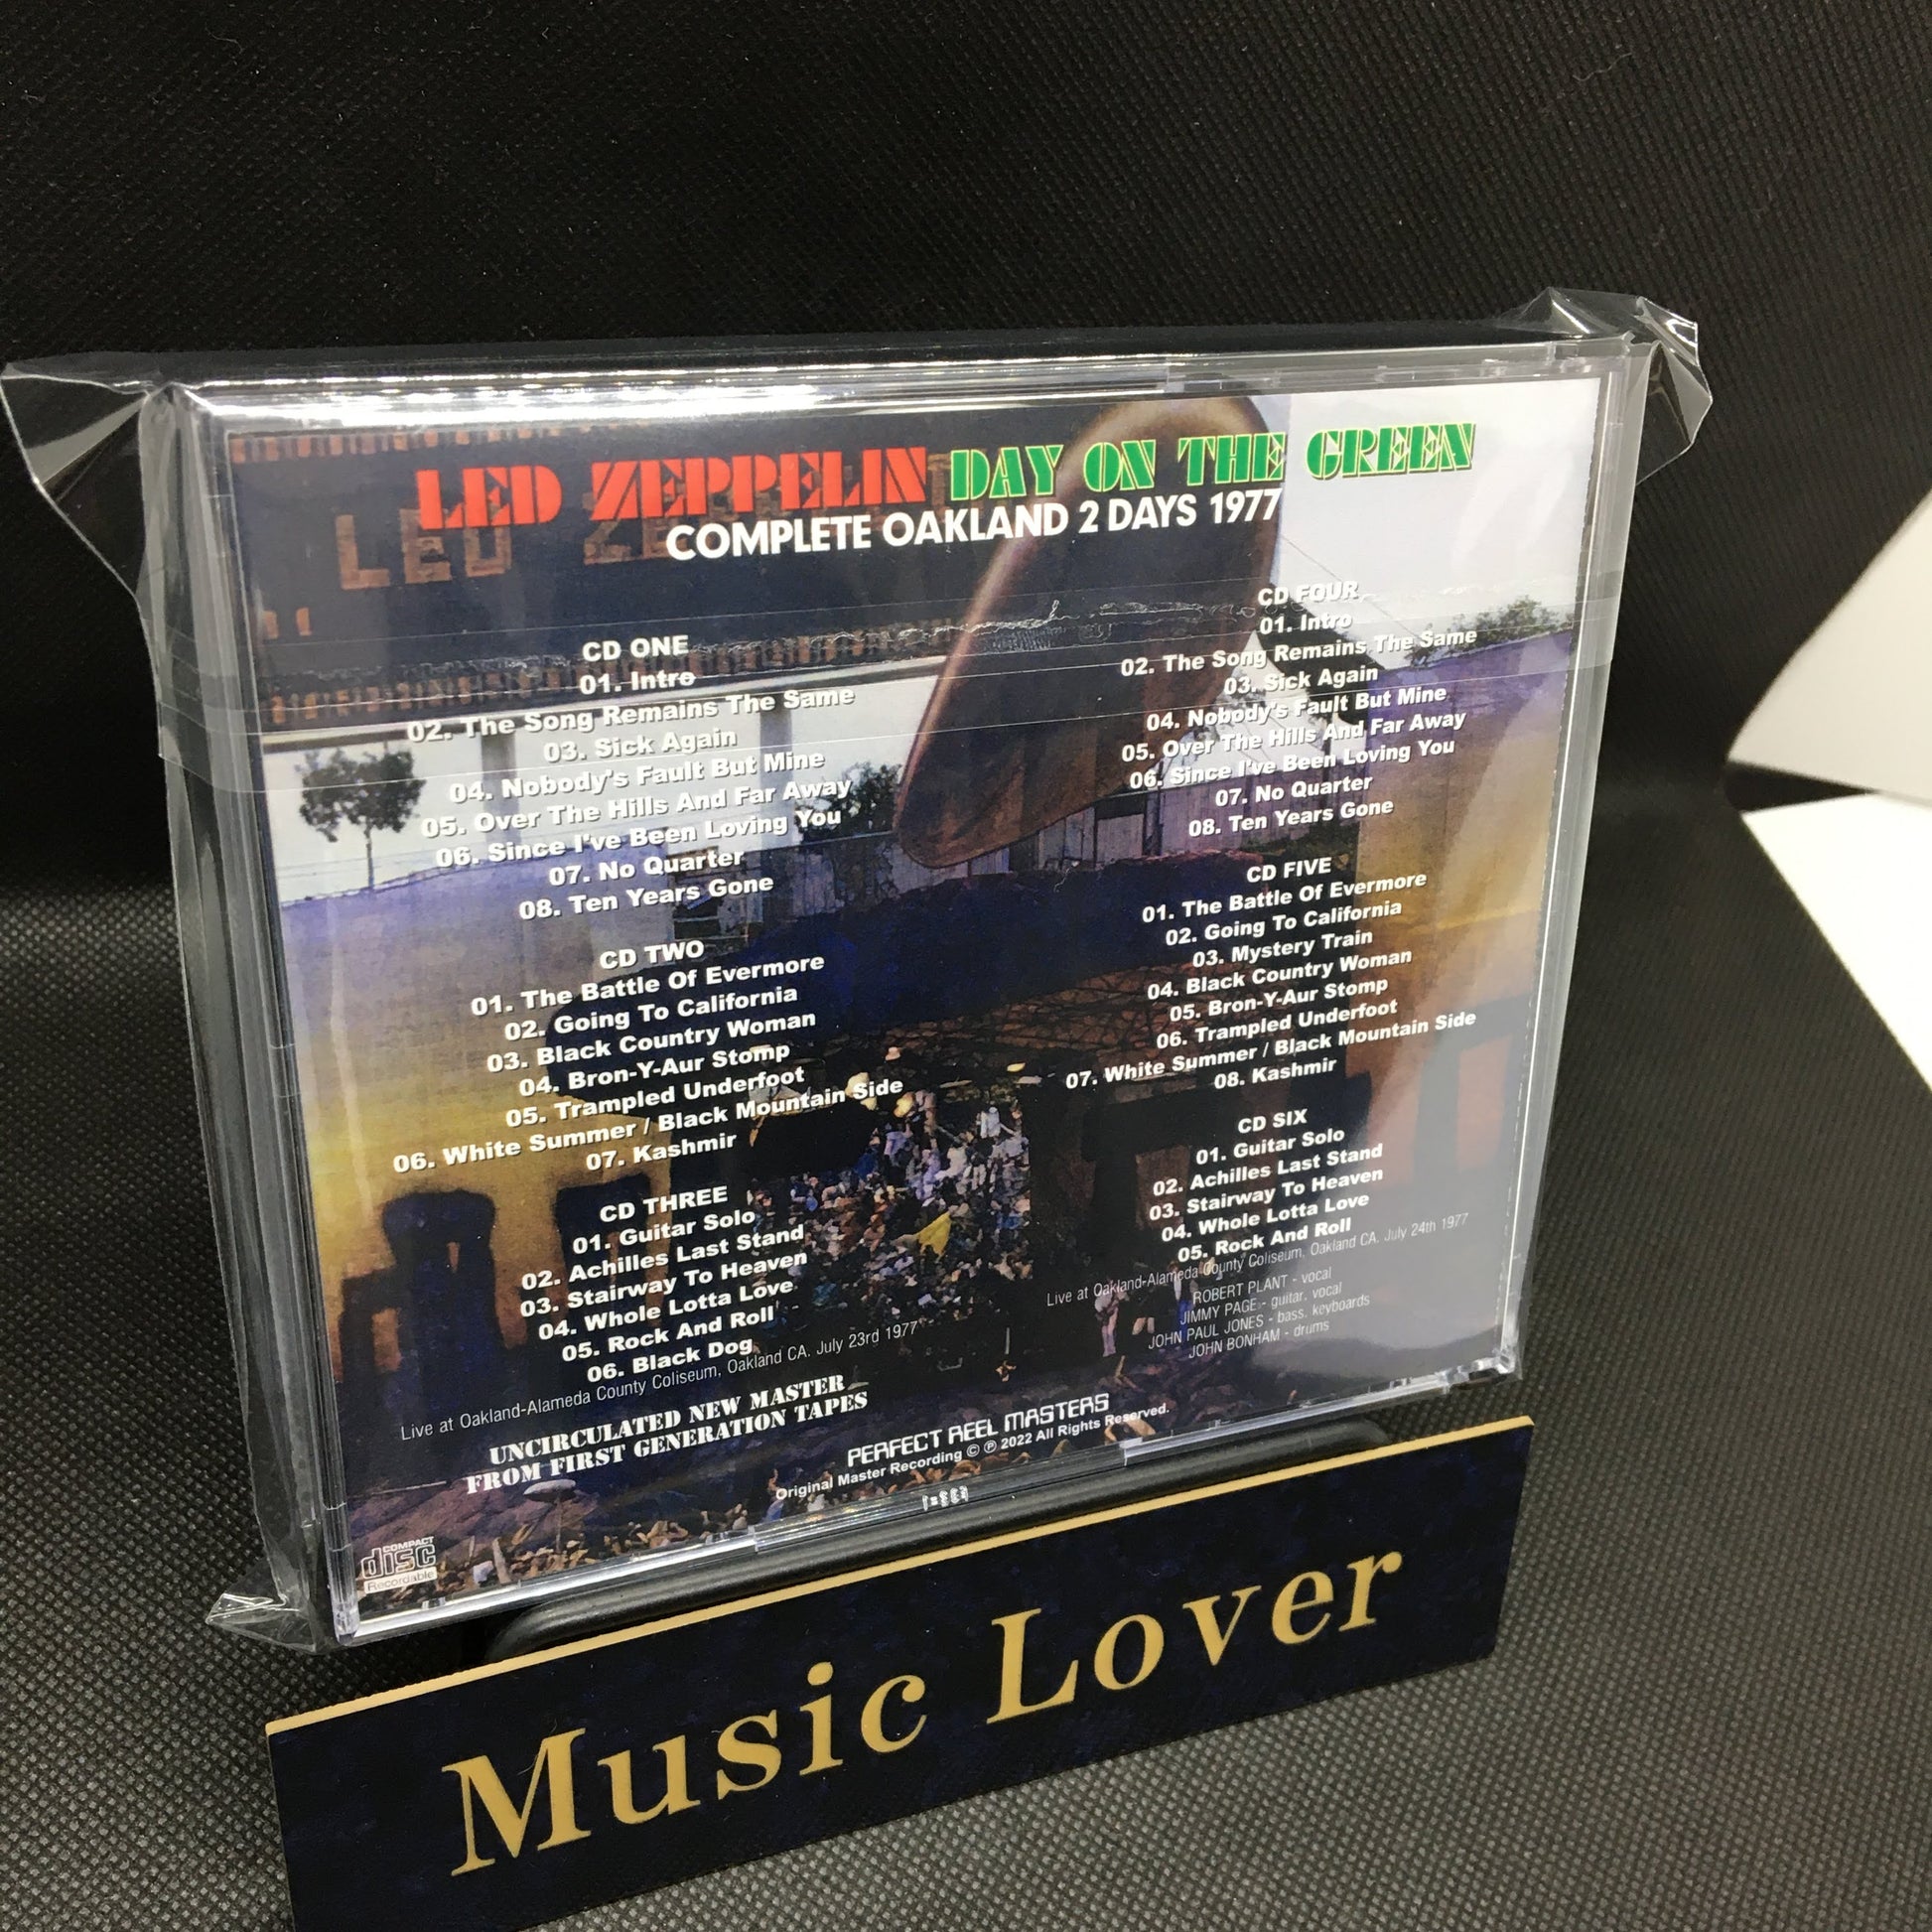 LED ZEPPELIN DAY ON THE GREEN
COMPLETE OAKLAND 2 DAYS 1977
LED ZE
CD ONE
01. Intro
02. The Song Remains The Same
03. Sick Again
04. Nobody's Fault But Mine
05. Over The Hills And Far Away
06. Since I've Been Loving You
07. No Quarter
08. Ten Years Gone
CD TWO
01. The Battle Of Evermore
02. Going To California
03. Black Country Woman
04. Bron-Y-Aur Stomp
05. Trampled Underfoot
06. White Summer / Black Mountain Side
07. Kashmir
CD THREE
01. Guitar Solo
02. Achilles Last Stand
03. Stairway To Heaven
04. Whole Lotta Love
05. Rock And Roll
06. Black Dog
Live at Oakland-Alameda County Coliseum, Oakland CA. July 23rd 1977
UNCIRCULATED NEW MASTER
FROM FIRST GENERATION TAPES
CD FOUR
01. Intro
02. The Song Remains The Same
03. Sick Again
04. Nobody's Fault But Mine
05. Over The Hills And Far Away
06. Since I've Been Loving You
07. No Quarter
08. Ten Years Gone
CD FIVE
01. The Battle Of Evermore
02. Going To California
03. Mystery Train
04. Black Country Woman
05. Bron-Y-Aur Stomp
06. Trampled Underfoot
07. White Summer / Black Mountain Side
08. Kashmir
CD SIX
01. Guitar Solo
02. Achilles Last Stand
03. Stairway To Heaven
04. Whole Lotta Love
05. Rock And Roll
Live at Oakland-Alameda County Coliseum, Oakland CA. July 24th 1977
ROBERT PLANT - vocal
JIMMY PAGE - guitar, vocal
JOHN PAUL JONES - bass, keyboards
JOHN BONHAM - drums
PERFECT REEL MASTERS
Original Master Recording © ℗ 2022 All Rights Reserved.
COMPACT
disc
Recordable
Music Lover